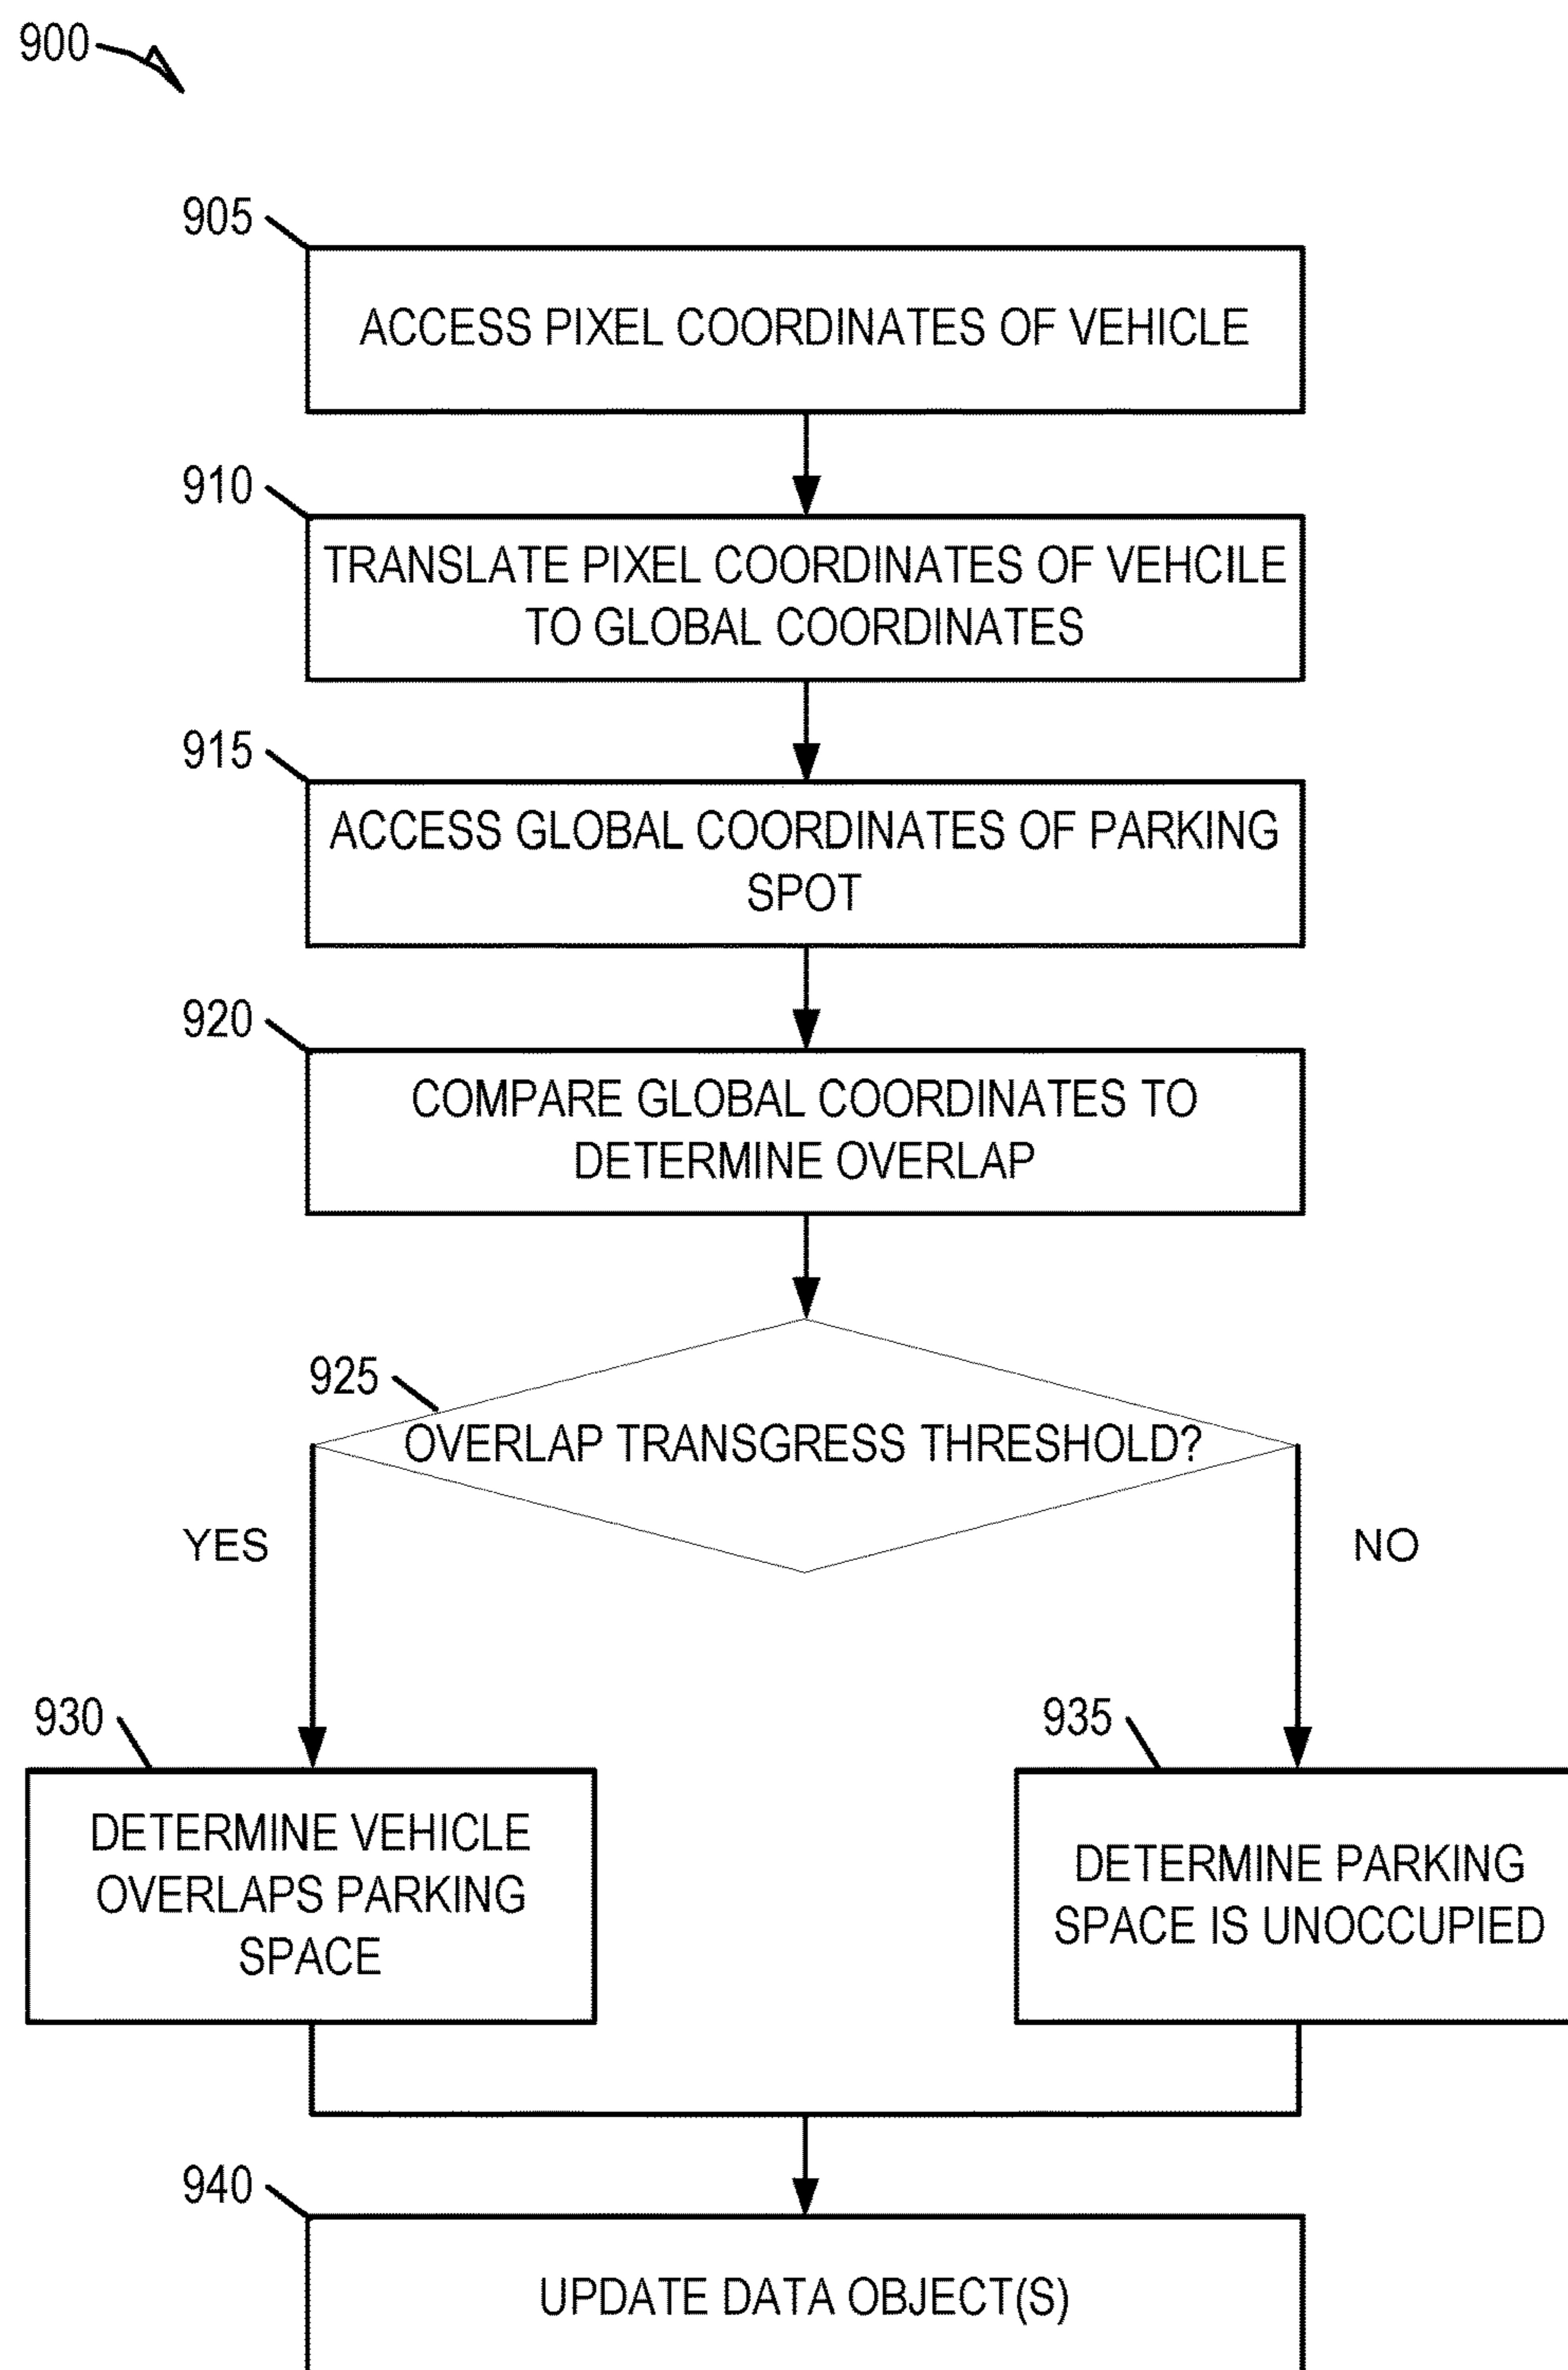 900
905
ACCESS PIXEL COORDINATES OF VEHICLE
910
TRANSLATE PIXEL COORDINATES OF VEHCILE
TO GLOBAL COORDINATES
915
ACCESS GLOBAL COORDINATES OF PARKING
SPOT
920
COMPARE GLOBAL COORDINATES TO
DETERMINE OVERLAP
925
OVERLAP TRANSGRESS THRESHOLD?
YES
NO
930
DETERMINE VEHICLE
OVERLAPS PARKING
SPACE
935
DETERMINE PARKING
SPACE IS UNOCCUPIED
940
UPDATE DATA OBJECT(S)